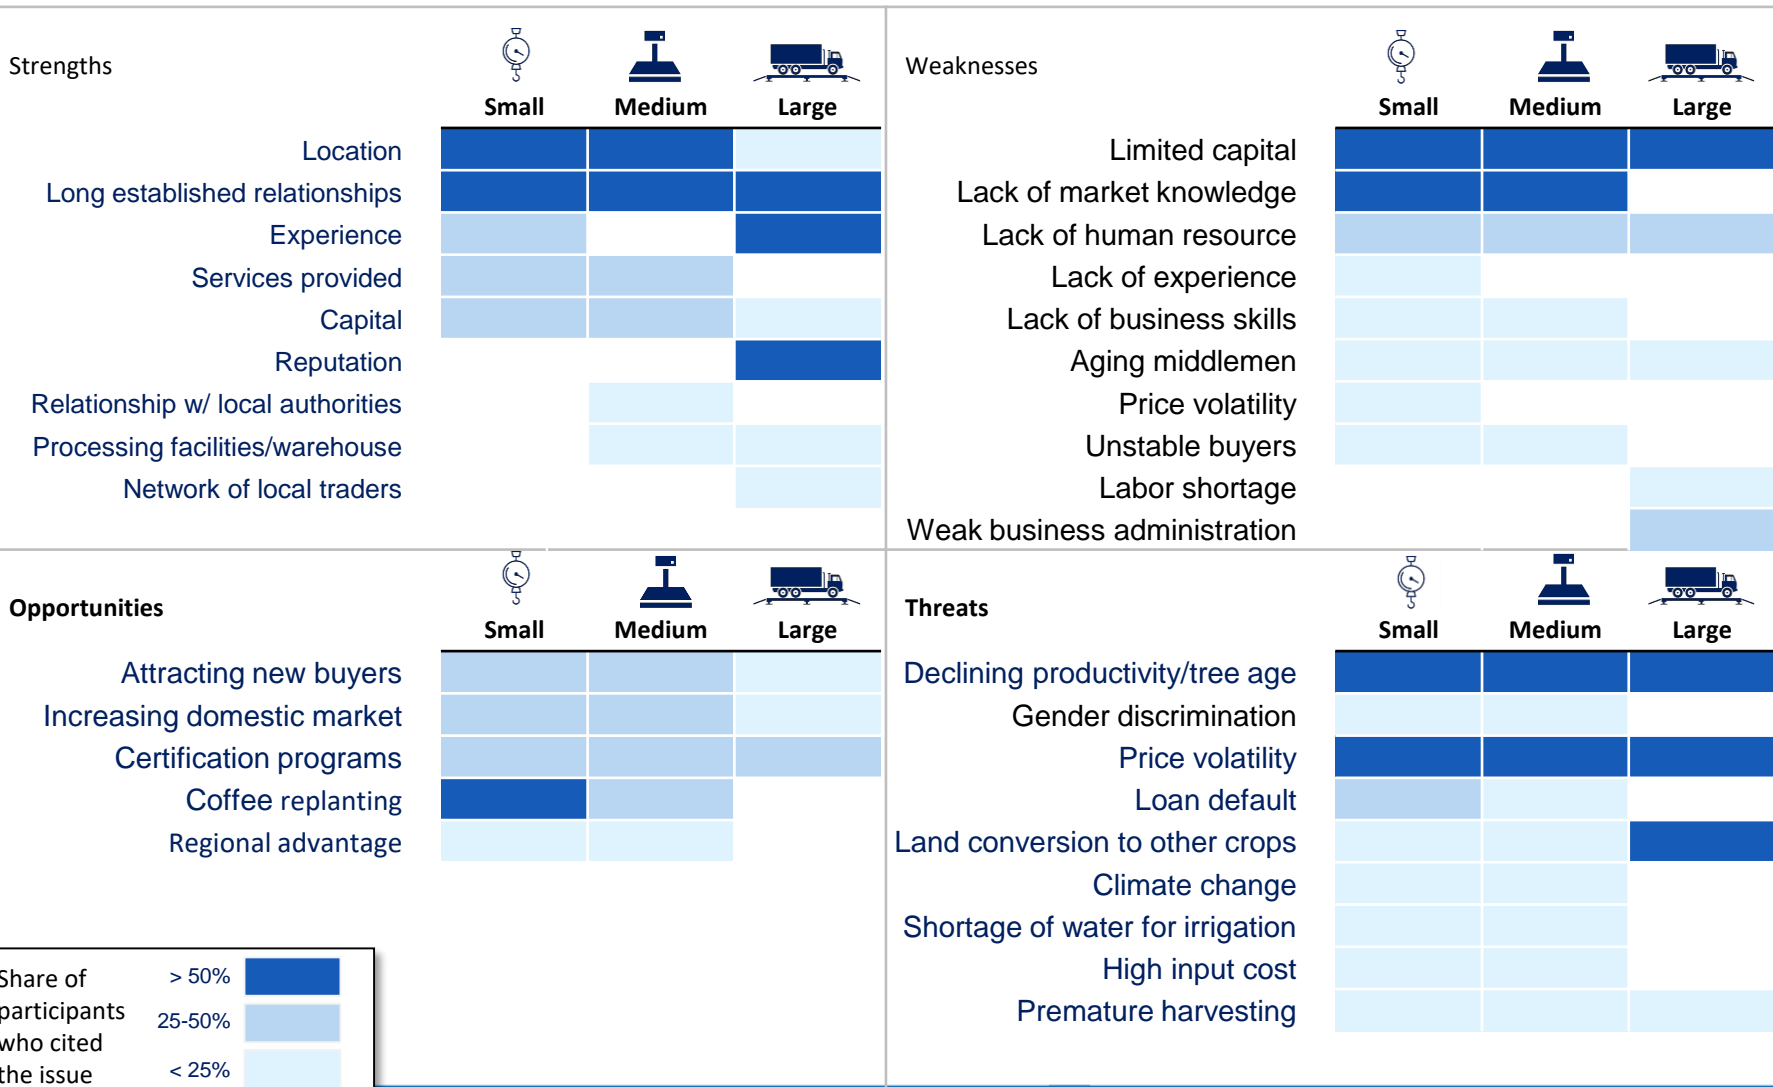 Strengths
Small Medium Large
Location
Long established relationships
Experience
Services provided
Capital
Reputation
Relationship w/ local authorities
Processing facilities/warehouse
Network of local traders
Weaknesses
Small Medium Large
Limited capital
Lack of market knowledge
Lack of human resource
Lack of experience
Lack of business skills
Aging middlemen
Price volatility
Unstable buyers
Labor shortage
Weak business administration
Opportunities
Small Medium Large
Attracting new buyers
Increasing domestic market
Certification programs
Coffee replanting
Regional advantage
Threats
Small Medium Large
Declining productivity/tree age
Gender discrimination
Price volatility
Loan default
Land conversion to other crops
Climate change
Shortage of water for irrigation
High input cost
Premature harvesting
Share of
participants
who cited
the issue
> 50%
25-50%
< 25%